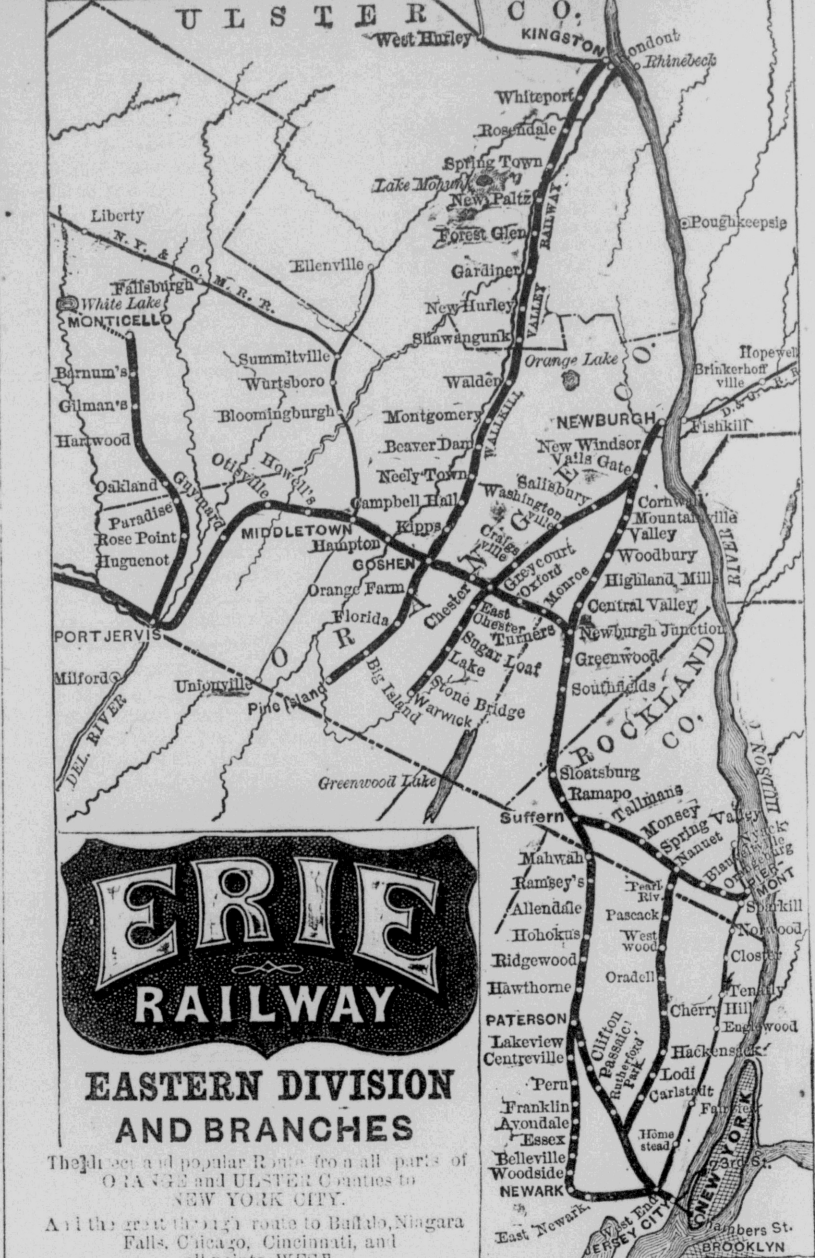 ULSTER CO.
West Hurley
KINGSTON
Rondout
Rhinebeck
Whiteport
Rosendale
Spring Town
Lake Mohunk
New Paltz
Forest Glen
Gardiner
New Hurley
Shawangunk
WALLKILL VALLEY RAILWAY
Poughkeepsie
Liberty
N. Y. & O. M. R. R.
Fallsburgh
White Lake
MONTICELLO
Ellenville
Summitville
Wurtsboro
Bloomingburgh
Barnum's
Gilman's
Hartwood
Oakland
Paradise
Rose Point
Huguenot
Guymard
Otisville
Howell's
MIDDLETOWN
Hampton
Campbell Hall
Kipps
GOSHEN
Orange Lake
Walden
Montgomery
Beaver Dam
Neely Town
Hopewell
Brinkerhoff
ville
Fishkill
NEWBURGH
New Windsor
Vails Gate
Salisbury
Washington
ville
Craigs
ville
Greycourt
Oxford
Monroe
Turners
Cornwall
Mountainville
Valley
Woodbury
Highland Mills
Central Valley
Newburgh Junction
Greenwood
Southfields
ORANGE CO.
Orange Farm
Florida
Chester
East
Chester
Sugar Loaf
Lake
Stone Bridge
Warwick
Big Island
Pine Island
PORT JERVIS
Milford
Unionville
DEL. RIVER
Greenwood Lake
ROCKLAND
CO.
HUDSON
RIVER
Sloatsburg
Ramapo
Suffern
Tallmans
Monsey
Spring Valley
Nanuet
Orangeburg
PIER-
MONT
Sparkill
Mahwah
Ramsey's
Allendale
Hohokus
Ridgewood
Hawthorne
PATERSON
Lakeview
Centreville
Peru
Franklin
Avondale
Essex
Belleville
Woodside
NEWARK
Pearl
Riv.
Pascack
West
wood
Oradell
Cherry Hill
Hackensack
Lodi
Carlstadt
Norwood
Closter
Tenafly
Englewood
Fairview
Clifton
Passaic
Rutherford
Park
Home
stead
East Newark
West End
JERSEY CITY
NEW YORK
23rd St.
Chambers St.
BROOKLYN
ERIE
RAILWAY
EASTERN DIVISION
AND BRANCHES
The direct and popular Route from all parts of
ORANGE and ULSTER Counties to
NEW YORK CITY.
And the great through route to Buffalo, Niagara
Falls, Chicago, Cincinnati, and